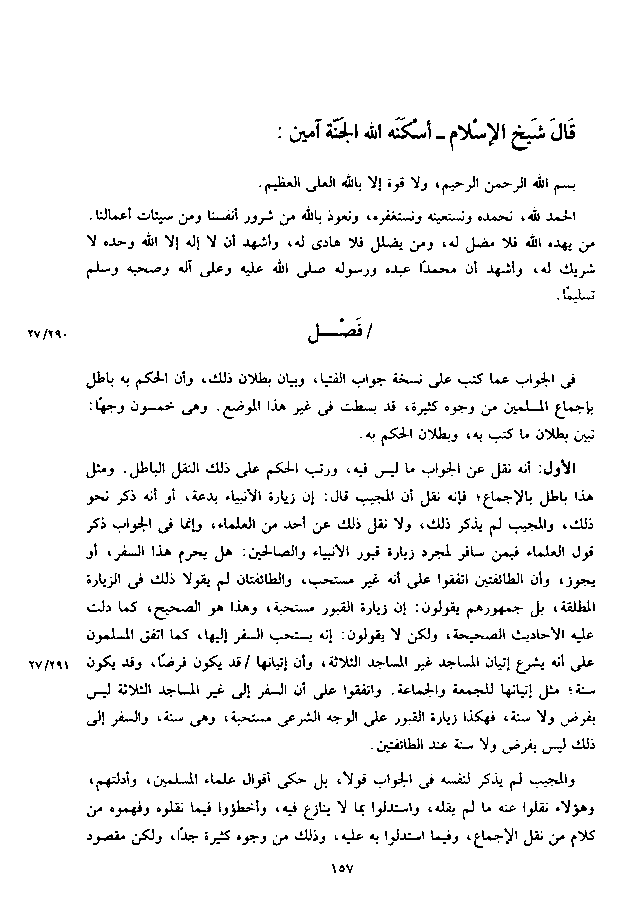 قَالَ شَيخ الإسْلام ـ أسْكَنَه الله الجَنَّة آمين :
بسم الله الرحمن الرحيم، ولا قوة إلا بالله العلى العظيم.
الحمد لله، نحمده ونستعينه ونستغفره، ونعوذ بالله من شرور أنفسنا ومن سيئات أعمالنا.
من يهده الله فلا مضل له، ومن يضلل فلا هادى له، وأشهد أن لا إله إلا الله وحده لا
شريك له، وأشهد أن محمدًا عبده ورسوله صلى الله عليه وعلى آله وصحبه وسلم
تسليمًا.
/ فَصْــــل
٢٧/٢٩٠
فى الجواب عما كتب على نسخة جواب الفتيا، وبيان بطلان ذلك، وأن الحكم به باطل
بإجماع المسلمين من وجوه كثيرة، قد بسطت فى غير هذا الموضع. وهى خمسون وجهًا:
تبين بطلان ما كتب به، وبطلان الحكم به.
الأول: أنه نقل عن الجواب ما ليس فيه، ورتب الحكم على ذلك النقل الباطل. ومثل
هذا باطل بالإجماع؛ فإنه نقل أن المجيب قال: إن زيارة الأنبياء بدعة، أو أنه ذكر نحو
ذلك، والمجيب لم يذكر ذلك، ولا نقل ذلك عن أحد من العلماء، وإنما فى الجواب ذكر
قول العلماء فيمن سافر لمجرد زيارة قبور الأنبياء والصالحين: هل يحرم هذا السفر، أو
يجوز، وأن الطائفتين اتفقوا على أنه غير مستحب، والطائفتان لم يقولا ذلك فى الزيارة
المطلقة، بل جمهورهم يقولون: إن زيارة القبور مستحبة، وهذا هو الصحيح، كما دلت
عليه الأحاديث الصحيحة، ولكن لا يقولون: إنه يستحب السفر إليها، كما اتفق المسلمون
على أنه يشرع إتيان المساجد غير المساجد الثلاثة، وأن إتيانها / قد يكون فرضًا، وقد يكون
٢٧/٢٩١
سنة؛ مثل إتيانها للجمعة والجماعة. واتفقوا على أن السفر إلى غير المساجد الثلاثة ليس
بفرض ولا سنة، فهكذا زيارة القبور على الوجه الشرعى مستحبة، وهى سنة، والسفر إلى
ذلك ليس بفرض ولا سنة عند الطائفتين.
والمجيب لم يذكر لنفسه فى الجواب قولاً، بل حكى أقوال علماء المسلمين، وأدلتهم،
وهؤلاء نقلوا عنه ما لم يقله، واستدلوا بما لا ينازع فيه، وأخطؤوا فيما نقلوه وفهموه من
كلام من نقل الإجماع، وفيما استدلوا به عليه، وذلك من وجوه كثيرة جدًا، ولكن مقصود
١٥٧